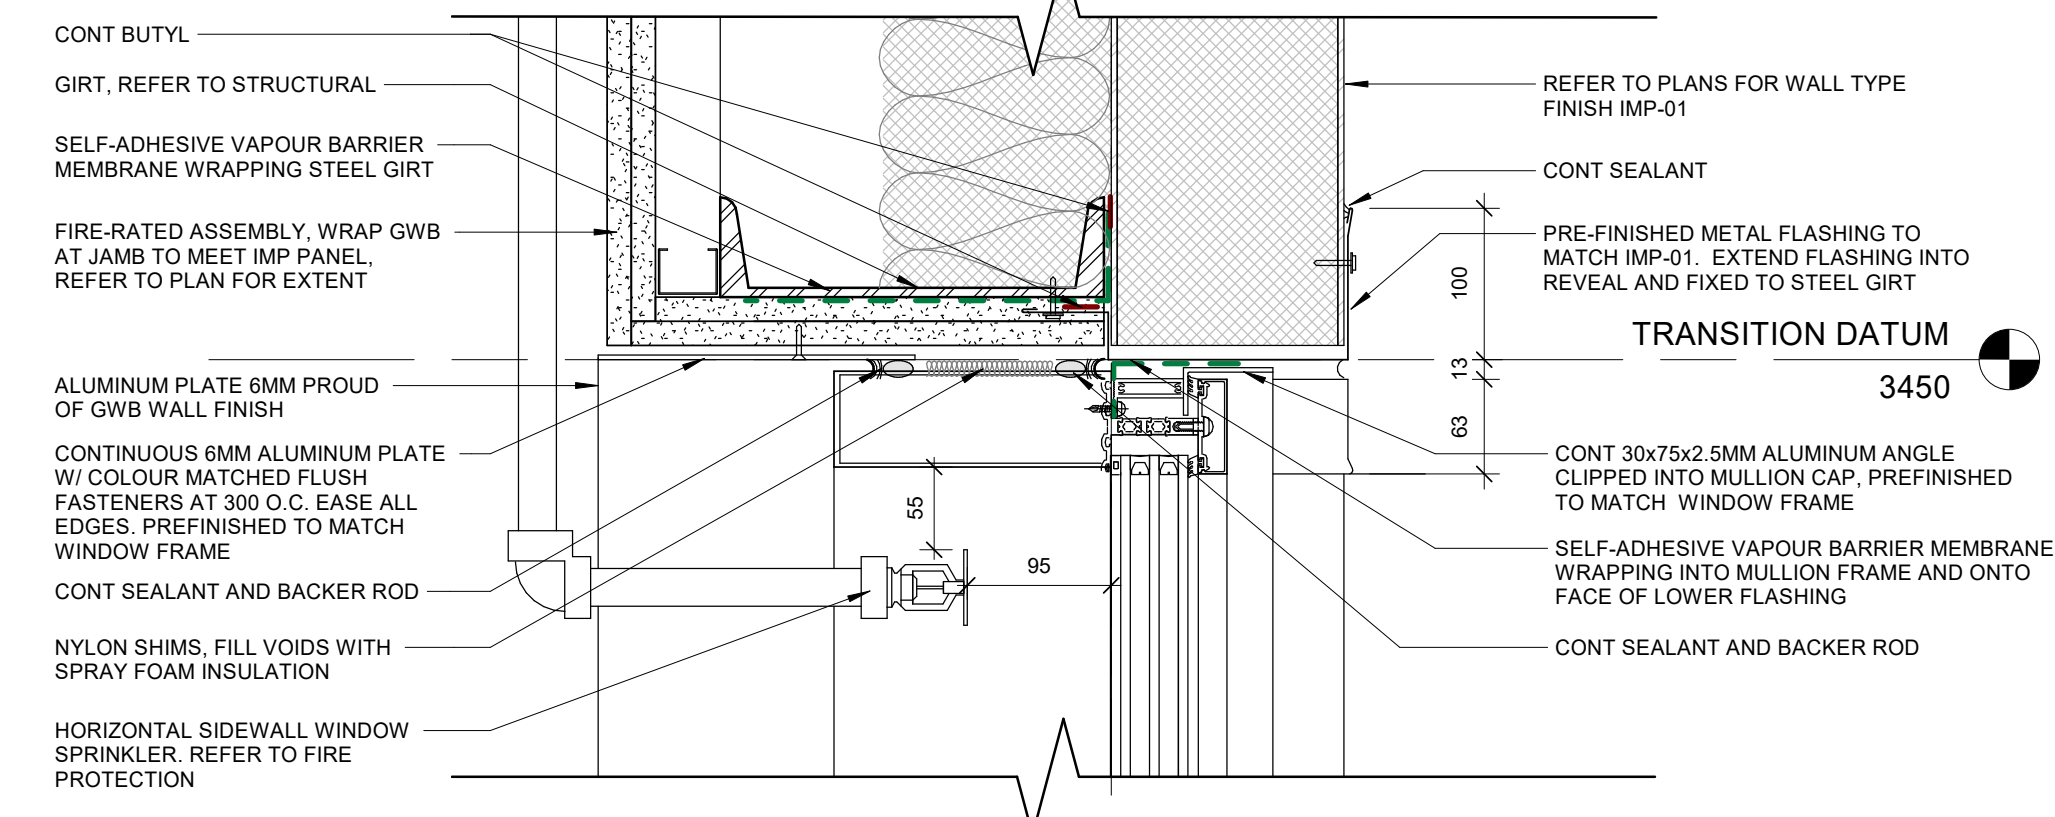 CONT BUTYL
GIRT, REFER TO STRUCTURAL
SELF-ADHESIVE VAPOUR BARRIER
MEMBRANE WRAPPING STEEL GIRT
FIRE-RATED ASSEMBLY, WRAP GWB
AT JAMB TO MEET IMP PANEL,
REFER TO PLAN FOR EXTENT
ALUMINUM PLATE 6MM PROUD
OF GWB WALL FINISH
CONTINUOUS 6MM ALUMINUM PLATE
W/ COLOUR MATCHED FLUSH
FASTENERS AT 300 O.C. EASE ALL
EDGES. PREFINISHED TO MATCH
WINDOW FRAME
CONT SEALANT AND BACKER ROD
NYLON SHIMS, FILL VOIDS WITH
SPRAY FOAM INSULATION
HORIZONTAL SIDEWALL WINDOW
SPRINKLER. REFER TO FIRE
PROTECTION
55
95
100
13
63
REFER TO PLANS FOR WALL TYPE
FINISH IMP-01
CONT SEALANT
PRE-FINISHED METAL FLASHING TO
MATCH IMP-01.  EXTEND FLASHING INTO
REVEAL AND FIXED TO STEEL GIRT
TRANSITION DATUM
3450
CONT 30x75x2.5MM ALUMINUM ANGLE
CLIPPED INTO MULLION CAP, PREFINISHED
TO MATCH  WINDOW FRAME
SELF-ADHESIVE VAPOUR BARRIER MEMBRANE
WRAPPING INTO MULLION FRAME AND ONTO
FACE OF LOWER FLASHING
CONT SEALANT AND BACKER ROD